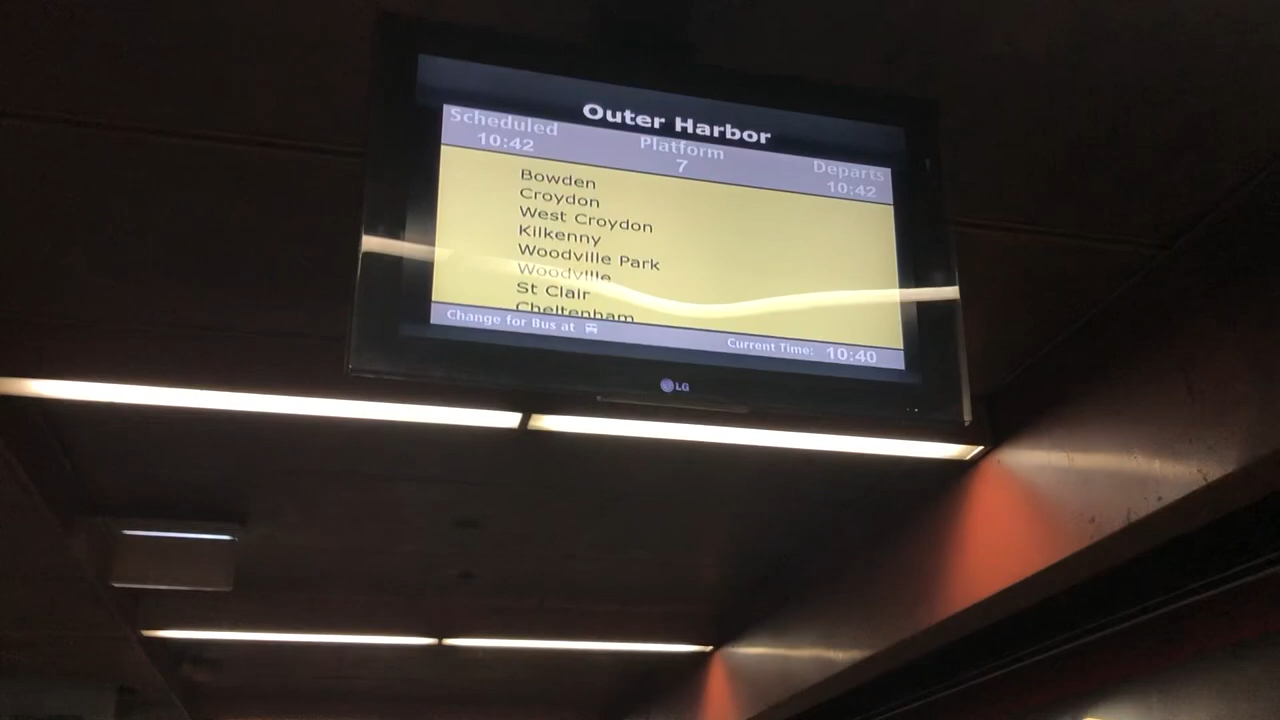 Outer Harbor
Scheduled
10:42
Platform
7
Departs
10:42
Bowden
Croydon
West Croydon
Kilkenny
Woodville Park
Woodville
St Clair
Cheltenham
Change for Bus at
Current Time: 10:40
LG